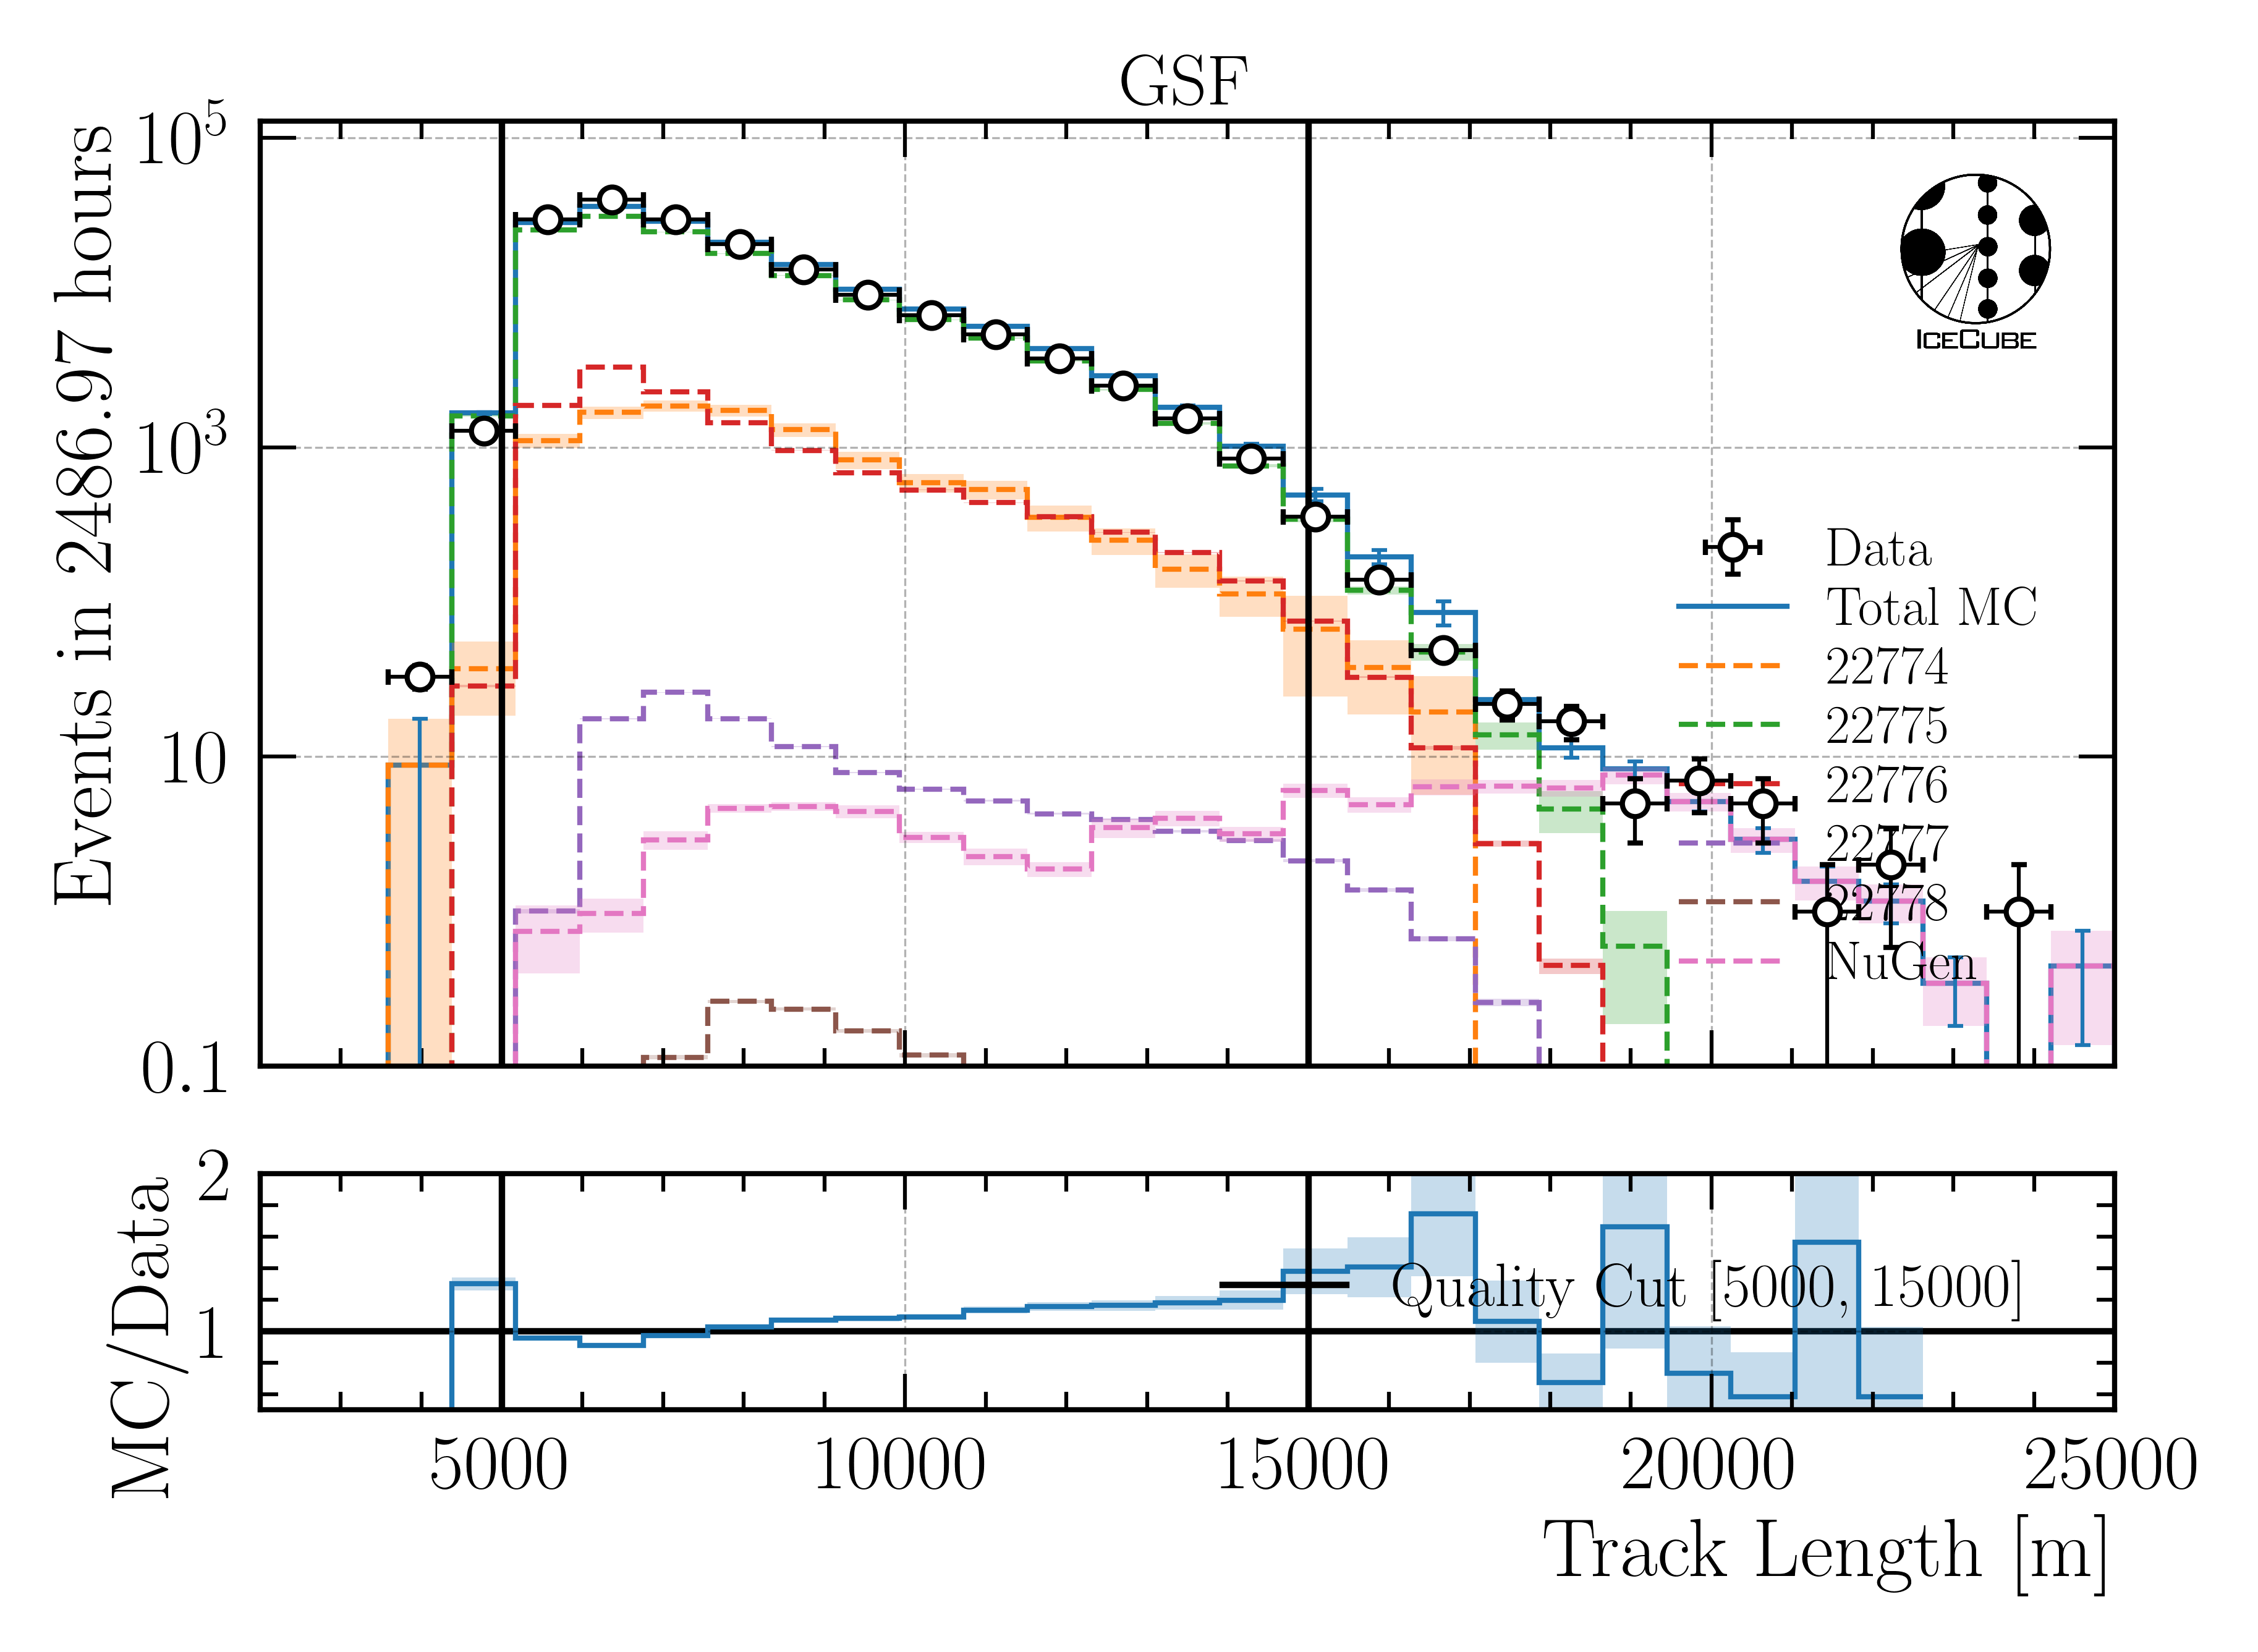 GSF
Events in 2486.97 hours
10^5
10^3
10
0.1
ICECUBE
Data
Total MC
22774
22775
22776
22777
22778
NuGen
MC/Data
2
1
Quality Cut [5000, 15000]
5000 10000 15000 20000 25000
Track Length [m]